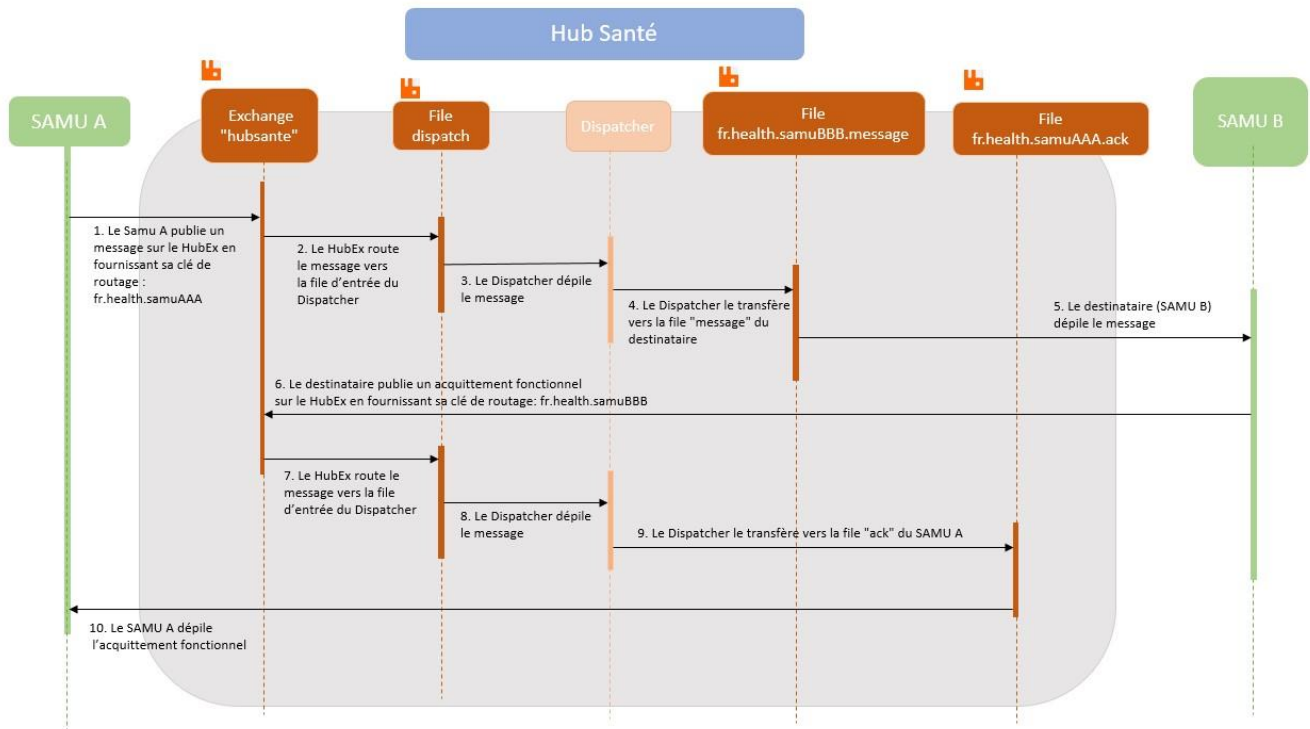 Hub Santé
SAMU A
Exchange
"hubsante"
File
dispatch
Dispatcher
File
fr.health.samuBBB.message
File
fr.health.samuAAA.ack
SAMU B
1. Le Samu A publie un
message sur le HubEx en
fournissant sa clé de
routage :
fr.health.samuAAA
2. Le HubEx route
le message vers
la file d'entrée du
Dispatcher
3. Le Dispatcher dépile
le message
4. Le Dispatcher le transfère
vers la file "message" du
destinataire
5. Le destinataire (SAMU B)
dépile le message
6. Le destinataire publie un acquittement fonctionnel
sur le HubEx en fournissant sa clé de routage: fr.health.samuBBB
7. Le HubEx route le
message vers la file
d'entrée du Dispatcher
8. Le Dispatcher dépile
le message
9. Le Dispatcher le transfère vers la file "ack" du SAMU A
10. Le SAMU A dépile
l'acquittement fonctionnel